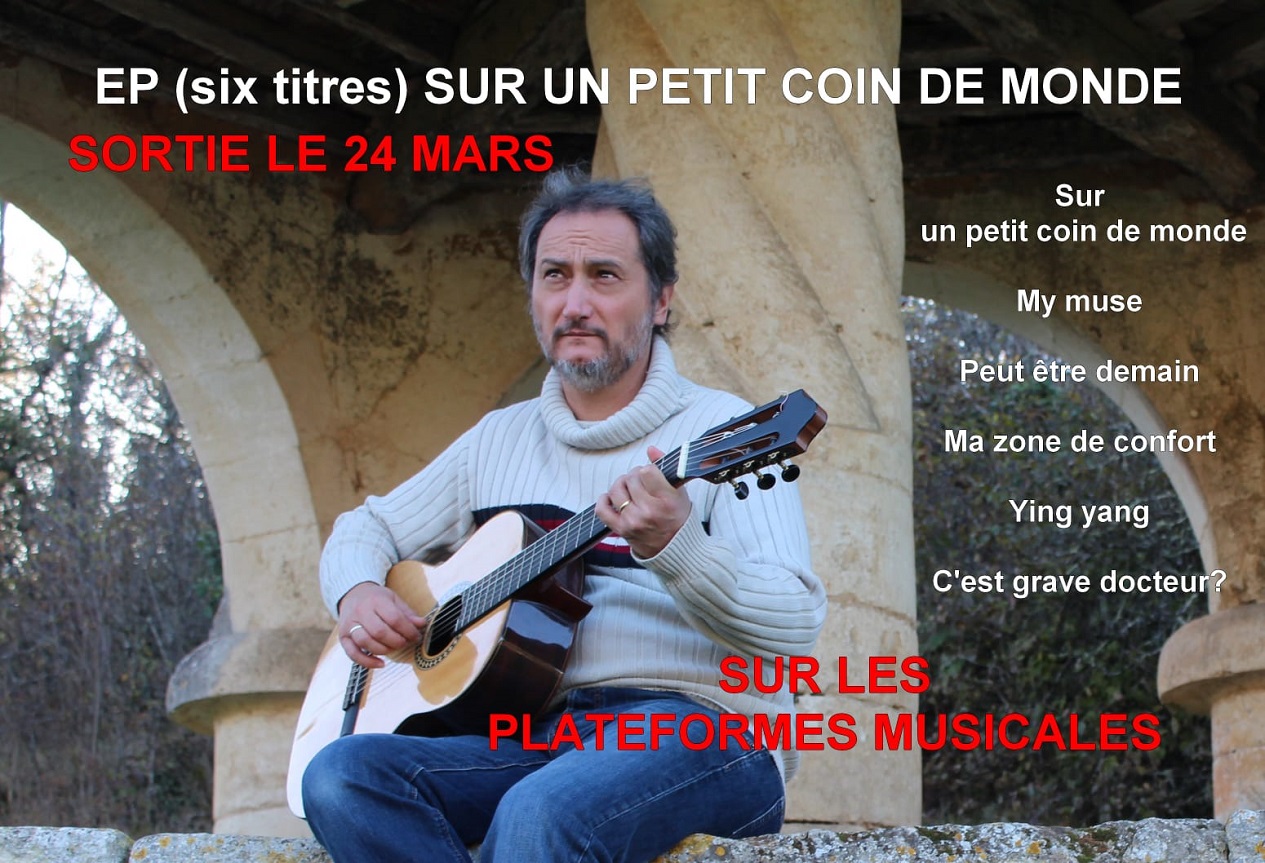 EP (six titres) SUR UN PETIT COIN DE MONDE
SORTIE LE 24 MARS
Sur
un petit coin de monde
My muse
Peut être demain
Ma zone de confort
Ying yang
C'est grave docteur?
SUR LES
PLATEFORMES MUSICALES